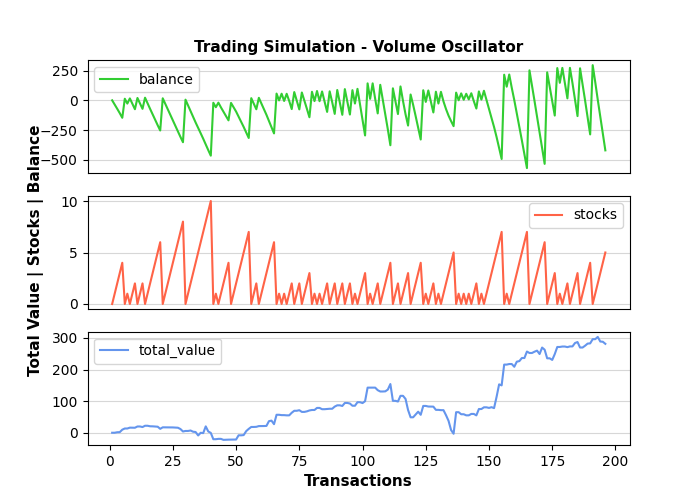 Trading Simulation - Volume Oscillator
balance
250
0
−250
−500
stocks
10
5
0
total_value
300
200
100
0
0 25 50 75 100 125 150 175 200
Transactions
Total Value | Stocks | Balance